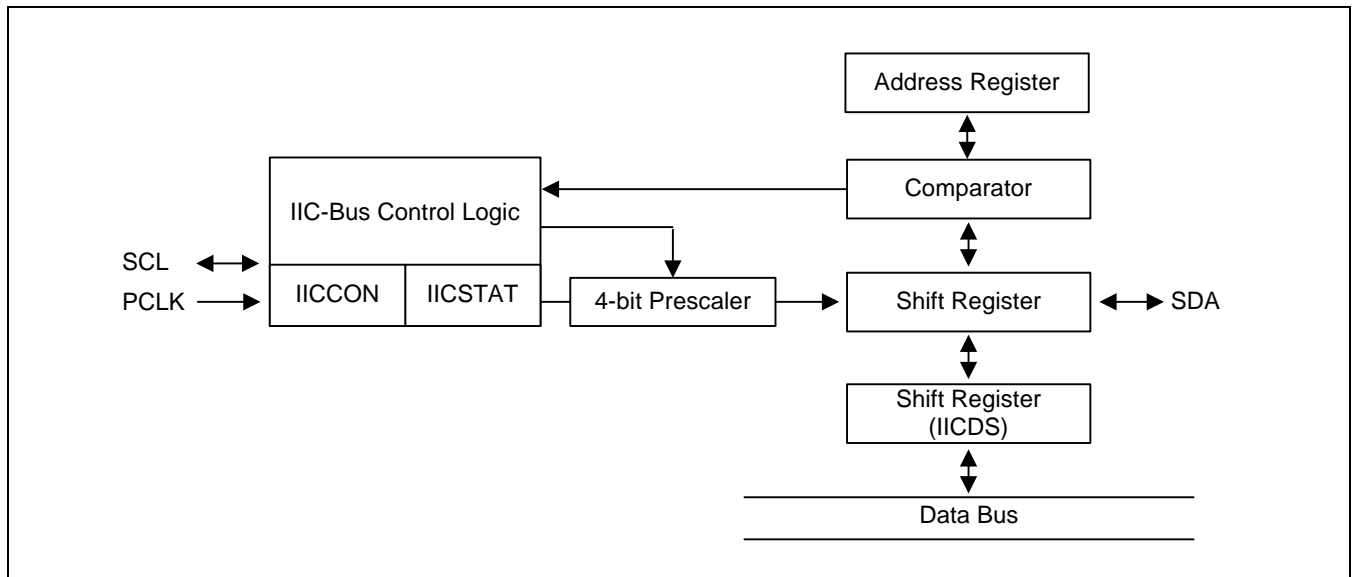 Address Register
Comparator
IIC-Bus Control Logic
SCL
PCLK
IICCON
IICSTAT
4-bit Prescaler
Shift Register
SDA
Shift Register
(IICDS)
Data Bus